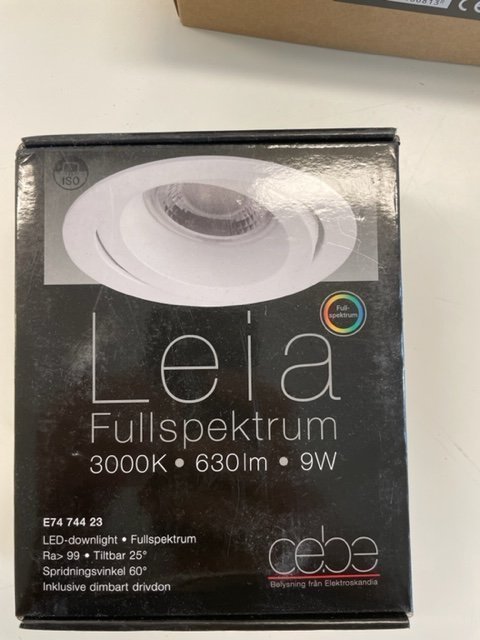 ISO
Full-
spektrum
Leia
Fullspektrum
3000K • 630lm • 9W
E74 744 23
LED-downlight • Fullspektrum
Ra> 99 • Tiltbar 25°
Spridningsvinkel 60°
Inklusive dimbart drivdon
cebe
Belysning från Elektroskandia